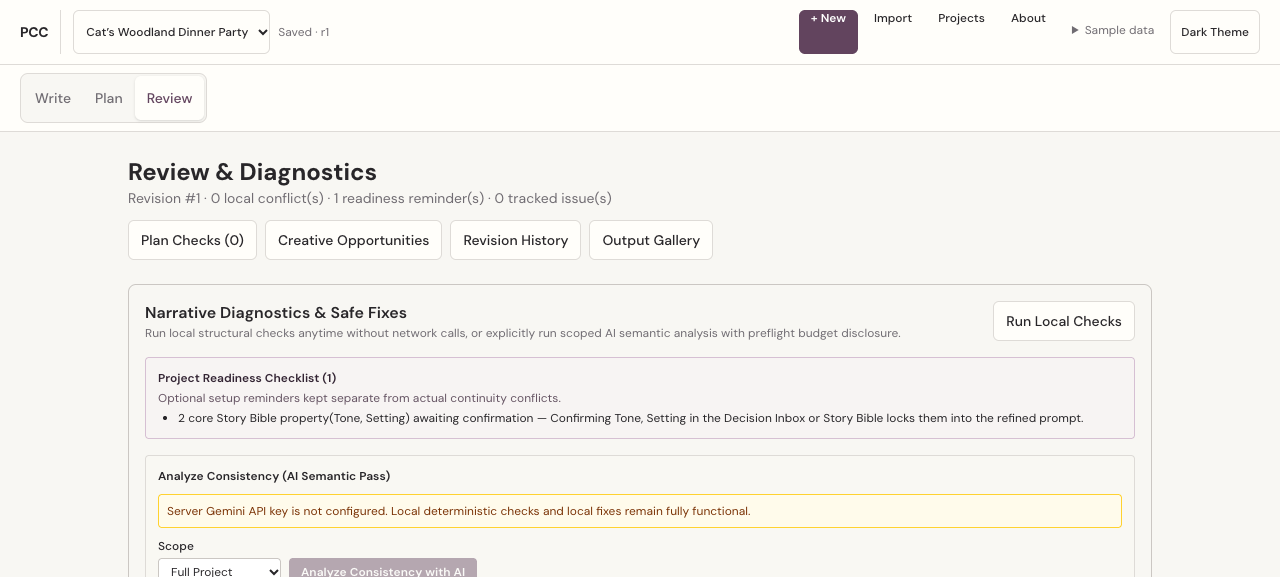 PCC
Cat's Woodland Dinner Party
Saved · r1
+ New
Import
Projects
About
▶ Sample data
Dark Theme
Write
Plan
Review
Review & Diagnostics
Revision #1 · 0 local conflict(s) · 1 readiness reminder(s) · 0 tracked issue(s)
Plan Checks (0)
Creative Opportunities
Revision History
Output Gallery
Narrative Diagnostics & Safe Fixes
Run local structural checks anytime without network calls, or explicitly run scoped AI semantic analysis with preflight budget disclosure.
Run Local Checks
Project Readiness Checklist (1)
Optional setup reminders kept separate from actual continuity conflicts.
• 2 core Story Bible property(Tone, Setting) awaiting confirmation — Confirming Tone, Setting in the Decision Inbox or Story Bible locks them into the refined prompt.
Analyze Consistency (AI Semantic Pass)
Server Gemini API key is not configured. Local deterministic checks and local fixes remain fully functional.
Scope
Full Project
Analyze Consistency with AI